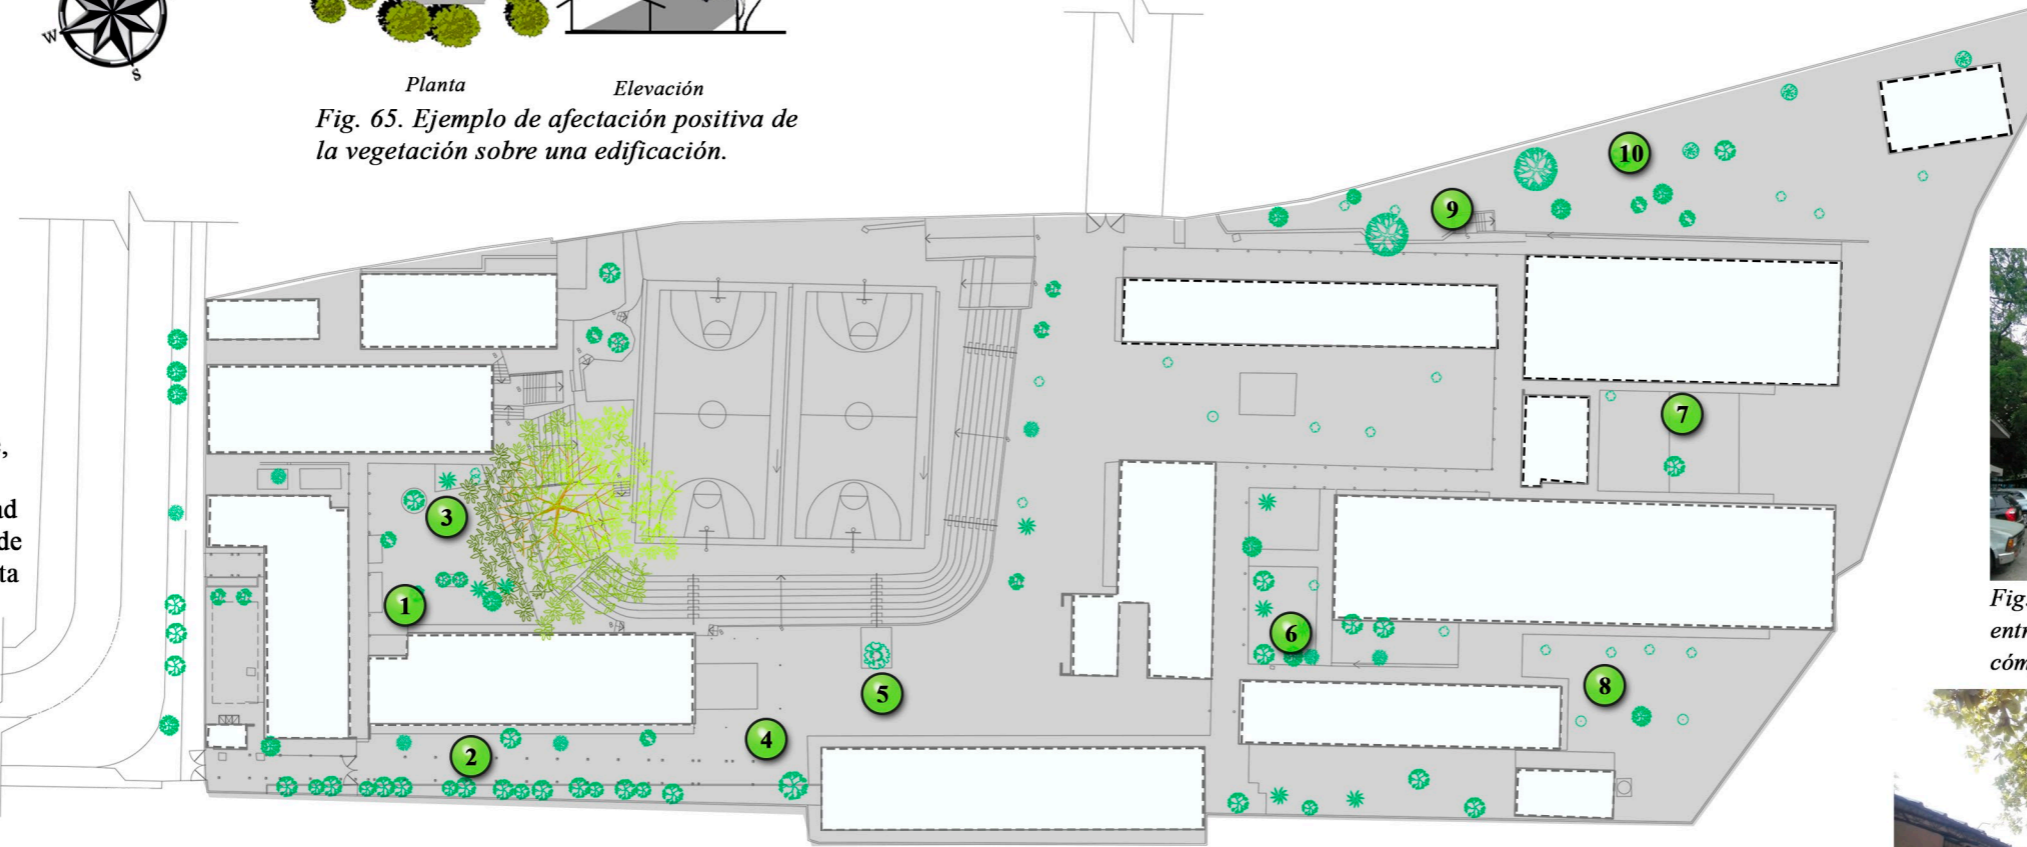 W
S
Planta
Elevación
Fig. 65. Ejemplo de afectación positiva de
la vegetación sobre una edificación.
10
9
7
3
1
6
5
8
4
2
,
Fig.